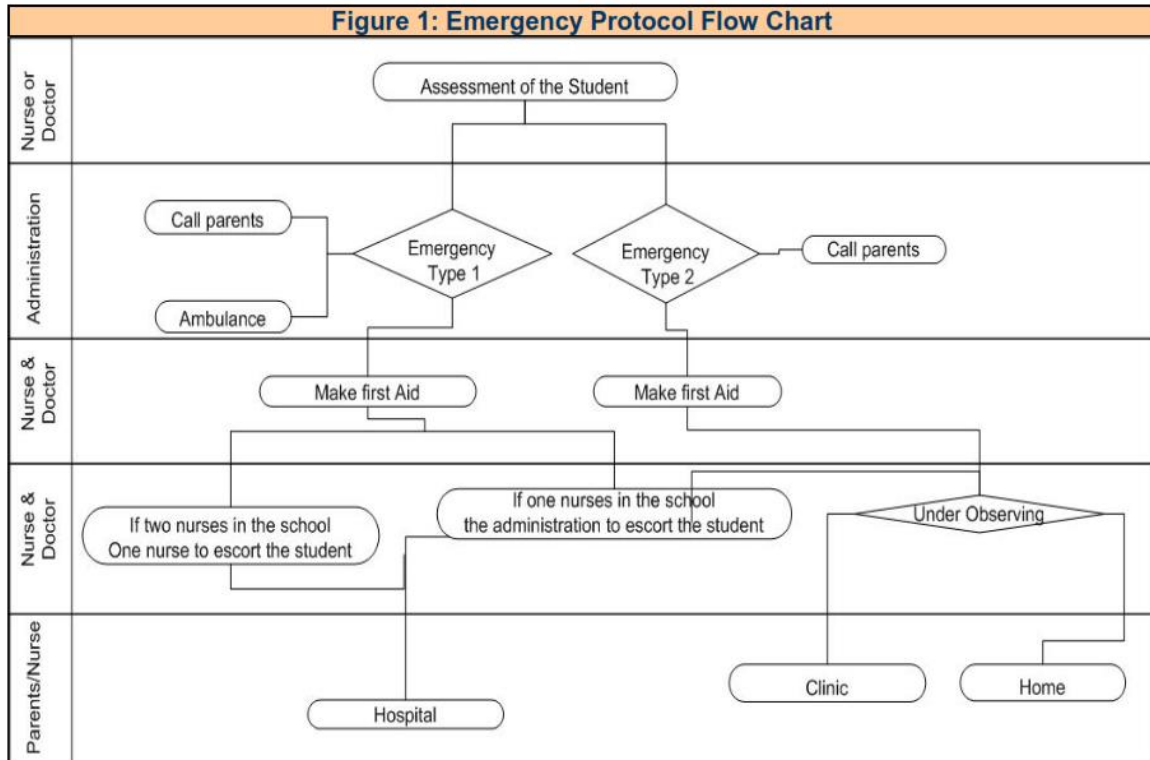 Figure 1: Emergency Protocol Flow Chart
Nurse or
Doctor
Assessment of the Student
Administration
Call parents
Ambulance
Emergency
Type 1
Emergency
Type 2
Call parents
Nurse &
Doctor
Make first Aid
Make first Aid
Nurse &
Doctor
If two nurses in the school
One nurse to escort the student
If one nurses in the school
the administration to escort the student
Under Observing
Parents/Nurse
Hospital
Clinic
Home